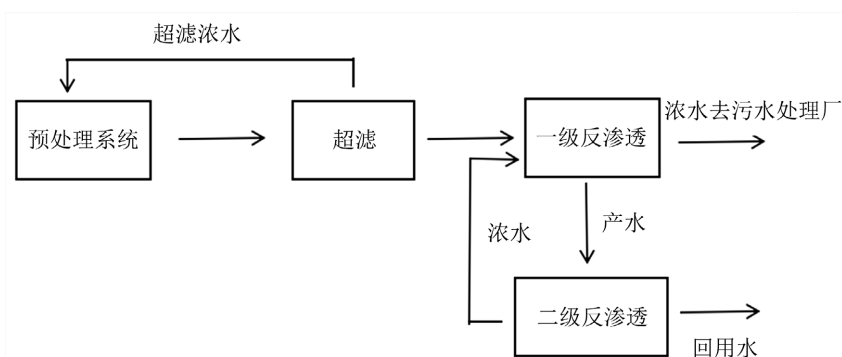 超滤浓水
预处理系统
超滤
一级反渗透
浓水去污水处理厂
浓水
产水
二级反渗透
回用水